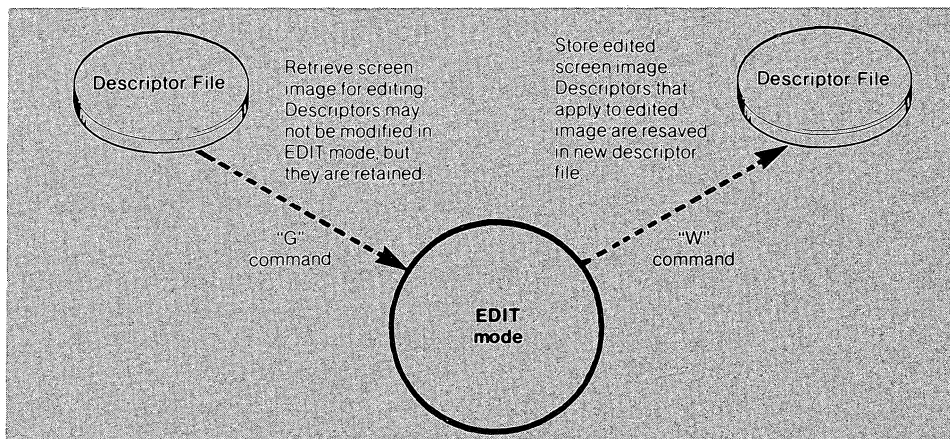 Descriptor File
Retrieve screen
image for editing
Descriptors may
not be modified in
EDIT mode, but
they are retained
"G"
command
EDIT
mode
Store edited
screen image.
Descriptors that
apply to edited
image are resaved
in new descriptor
file
"W"
command
Descriptor File